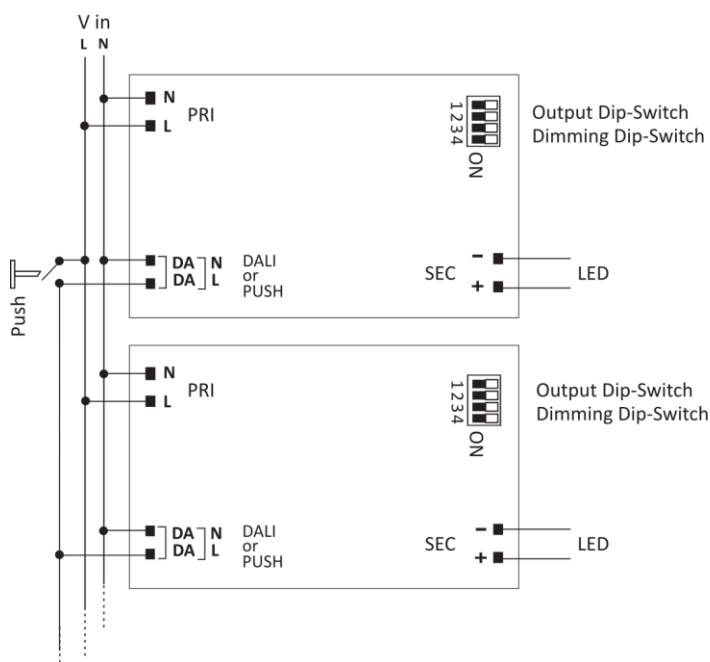 V in
L N
N
PRI
L
1234
ON
Output Dip-Switch
Dimming Dip-Switch
Push
DA N
DA L
DALI
or
PUSH
SEC
-
+
LED
N
PRI
L
1234
ON
Output Dip-Switch
Dimming Dip-Switch
DA N
DA L
DALI
or
PUSH
SEC
-
+
LED